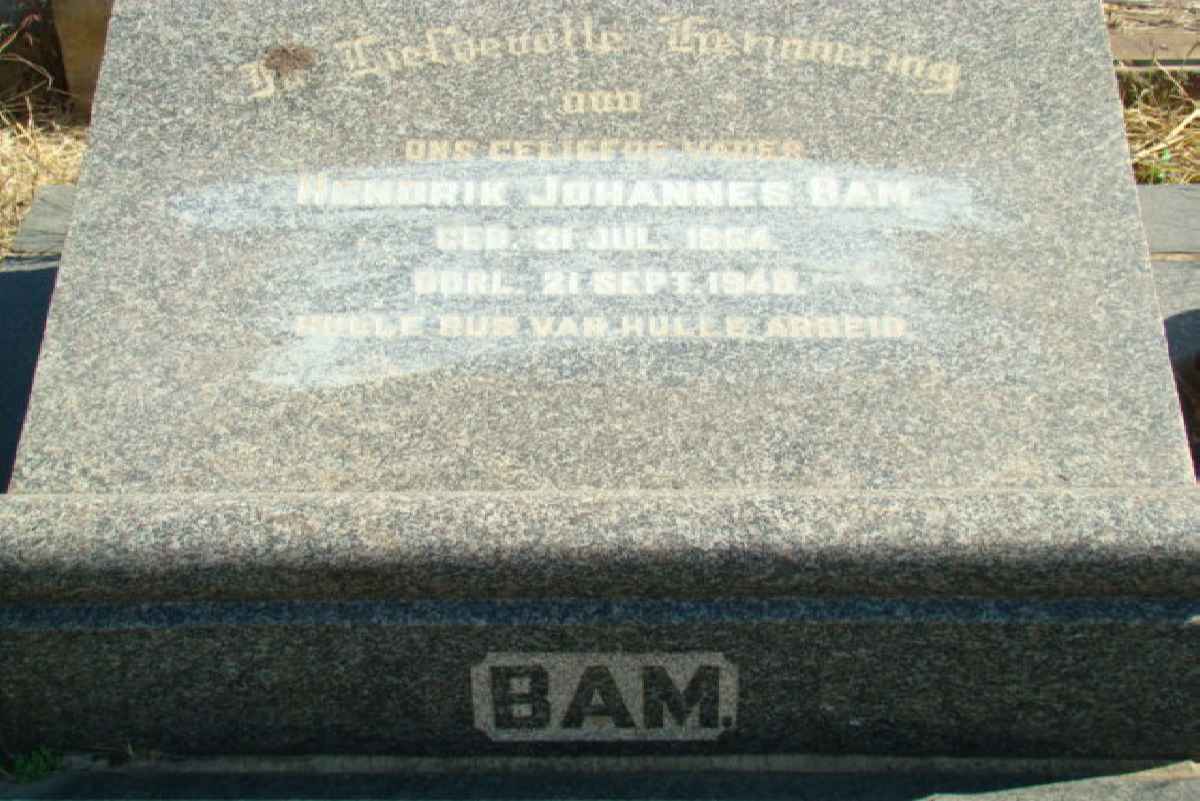 In Liefdevolle Herinnering
aan
ONS GELIEFDE VADER
HENDRIK JOHANNES BAM.
GEB. 31 JUL. 1864.
OORL. 21 SEPT. 1948.
HULLE RUS VAN HULLE ARBEID.
BAM.